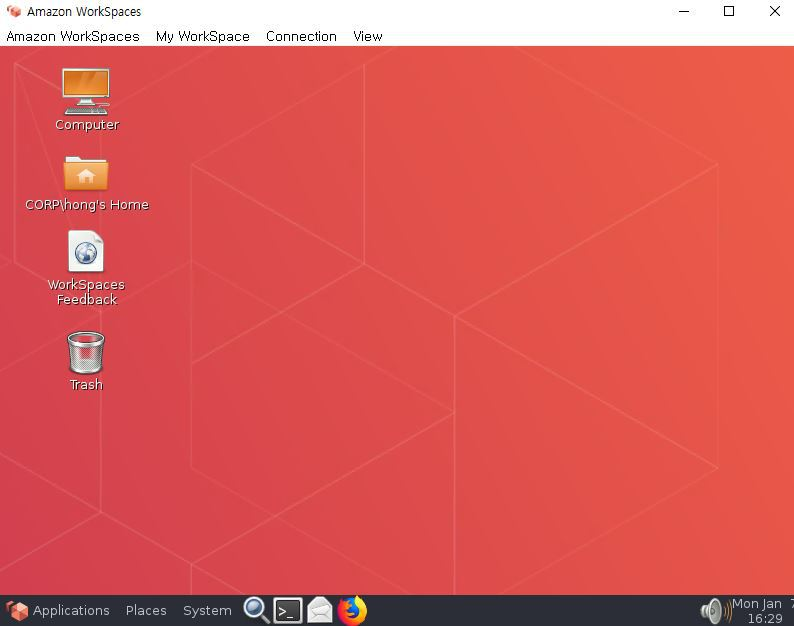 Amazon WorkSpaces
Amazon WorkSpaces My WorkSpace Connection View
Computer
CORP\hong's Home
WorkSpaces
Feedback
Trash
Applications Places System >_ Mon Jan 7
16:29